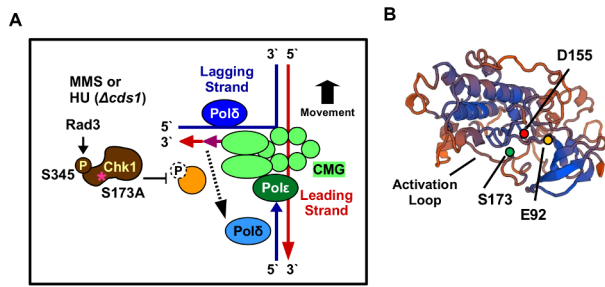 A
MMS or
HU (Δcds1)
Rad3
P
Chk1
S345
*
S173A
P
3` 5`
Lagging
Strand
Polδ
5`
3`
Movement
CMG
Polε
Leading
Strand
Polδ
5` 3`
B
D155
Activation
Loop
S173
E92